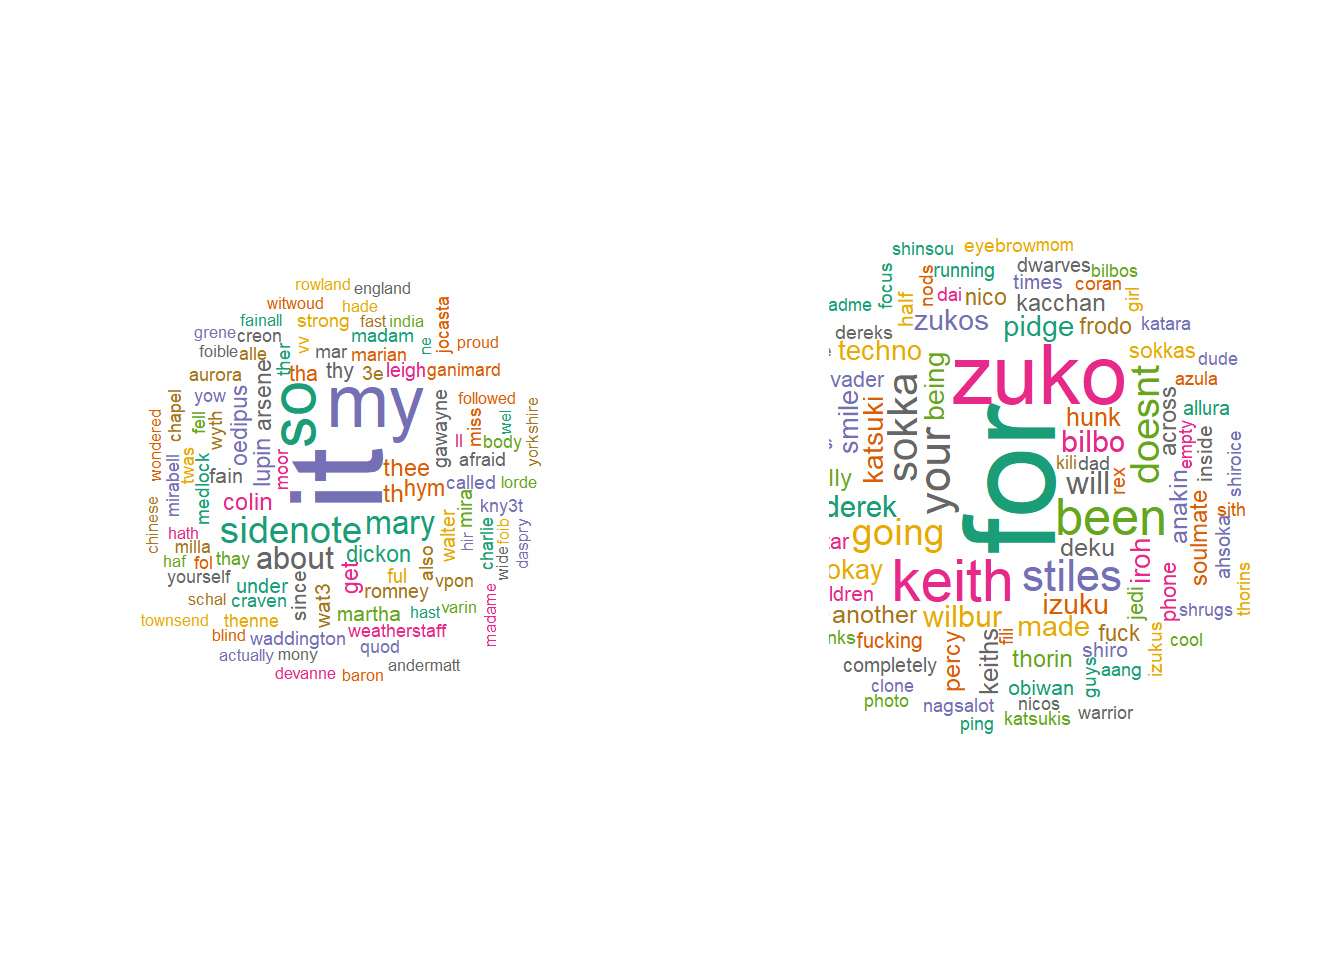 rowland
england
witwoud
hade
jocasta
fainall
strong
fast
india
grene
creon
ther
vv
madam
ne
proud
foible
alle
mar
marian
aurora
tha
thy
3e
leigh
ganimard
so
my
it
yow
arsene
oedipus
followed
chapel
fell
wyth
gawayne
miss
wel
ll
body
yorkshire
wondered
mirabell
twas
medlock
fain
lupin
moor
thee
afraid
th
hym
called
lorde
colin
mira
kny3t
chinese
hath
sidenote
mary
walter
hir
charlie
foib
daspry
milla
haf
fol
thay
about
dickon
also
wide
yourself
under
since
wat3
get
ful
vpon
schal
craven
romney
madame
townsend
thenne
martha
hast
varin
blind
waddington
weatherstaff
actually
mony
quod
andermatt
devanne
baron
shinsou
eyebrow
mom
focus
nods
running
dwarves
bilbos
times
coran
girl
adme
half
dai
nico
kacchan
dereks
zukos
pidge
frodo
katara
techno
being
sokkas
dude
vader
smile
katsuki
sokka
zuko
doesnt
azula
your
for
hunk
across
allura
bilbo
empty
inside
shiroice
lly
kili
dad
rex
will
anakin
derek
been
sith
going
deku
soulmate
ahsoka
tar
okay
keith
stiles
iroh
jedi
phone
thorins
ldren
izuku
shrugs
another
wilbur
made
fuck
izukus
cool
nks
fucking
fili
shiro
completely
percy
keiths
thorin
guys
aang
clone
obiwan
photo
nagsalot
nicos
warrior
ping
katsukis